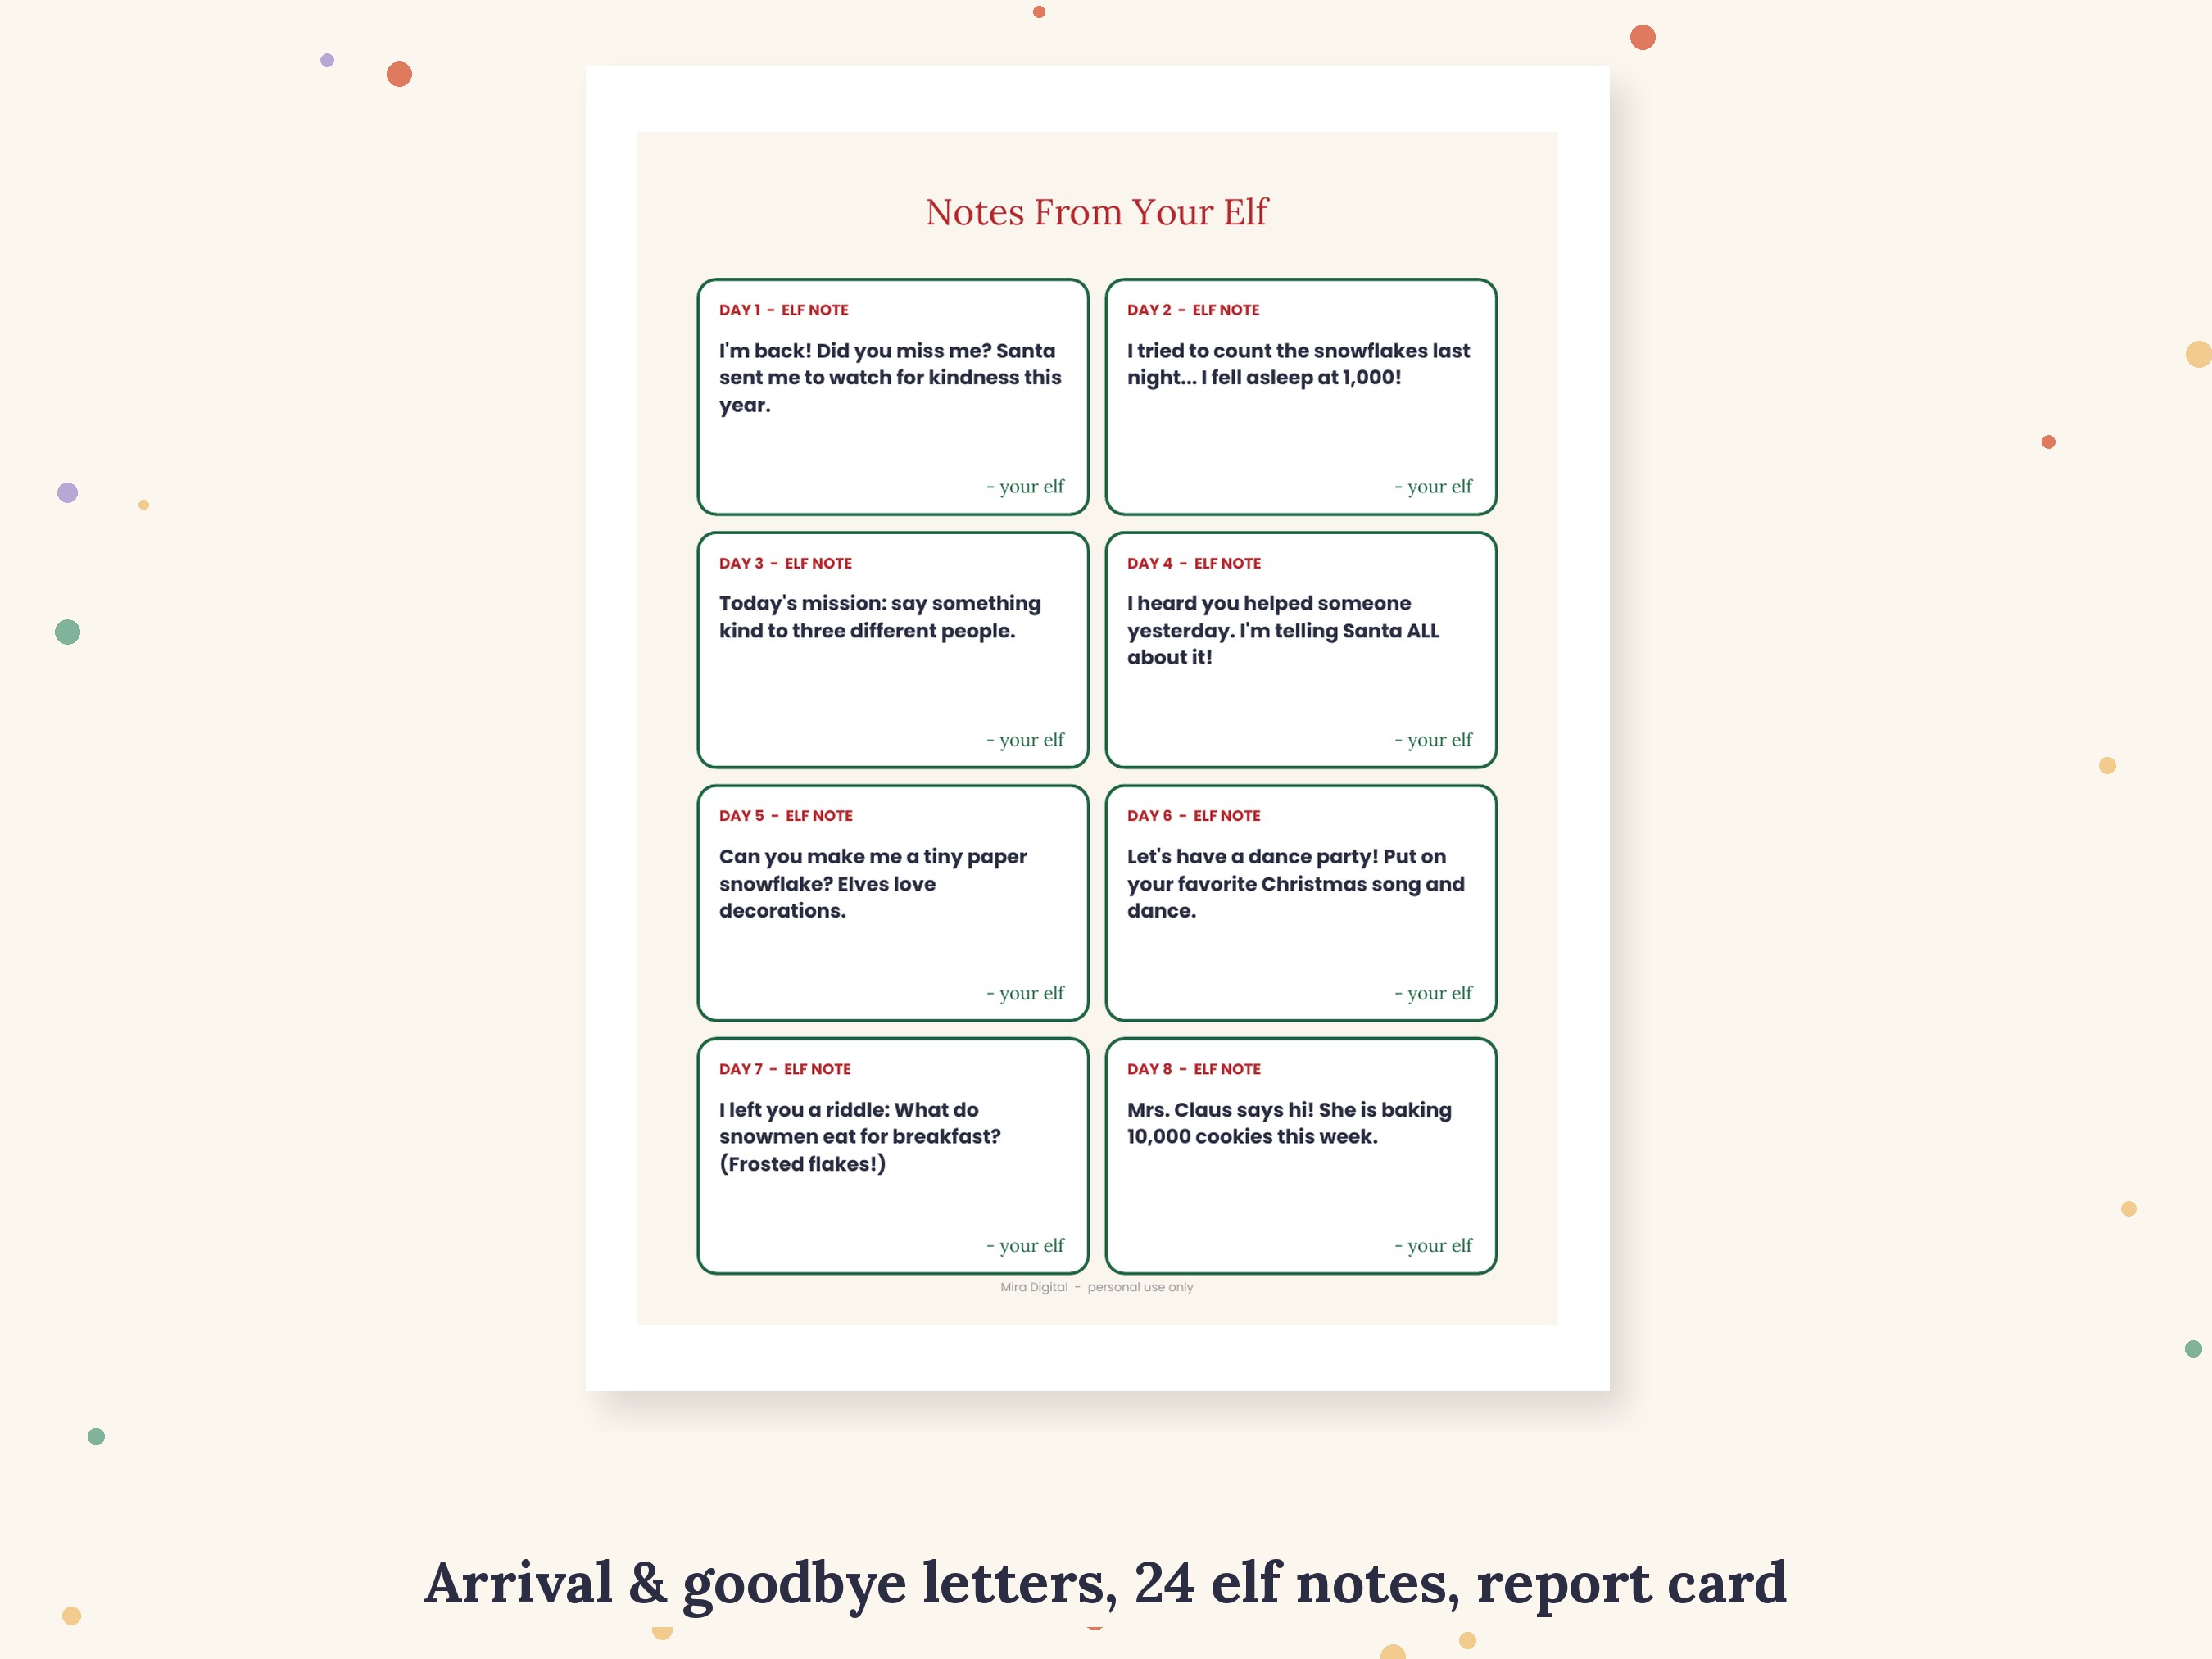 Notes From Your Elf
DAY 1 - ELF NOTE
I'm back! Did you miss me? Santa
sent me to watch for kindness this
year.
- your elf
DAY 2 - ELF NOTE
I tried to count the snowflakes last
night... I fell asleep at 1,000!
- your elf
DAY 3 - ELF NOTE
Today's mission: say something
kind to three different people.
- your elf
DAY 4 - ELF NOTE
I heard you helped someone
yesterday. I'm telling Santa ALL
about it!
- your elf
DAY 5 - ELF NOTE
Can you make me a tiny paper
snowflake? Elves love
decorations.
- your elf
DAY 6 - ELF NOTE
Let's have a dance party! Put on
your favorite Christmas song and
dance.
- your elf
DAY 7 - ELF NOTE
I left you a riddle: What do
snowmen eat for breakfast?
(Frosted flakes!)
- your elf
DAY 8 - ELF NOTE
Mrs. Claus says hi! She is baking
10,000 cookies this week.
- your elf
Mira Digital - personal use only
Arrival & goodbye letters, 24 elf notes, report card